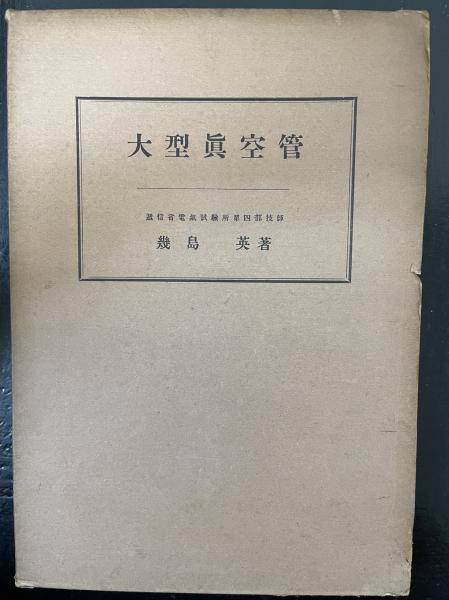 大型眞空管
遞信省電氣試驗所第四部技師
幾島 英著